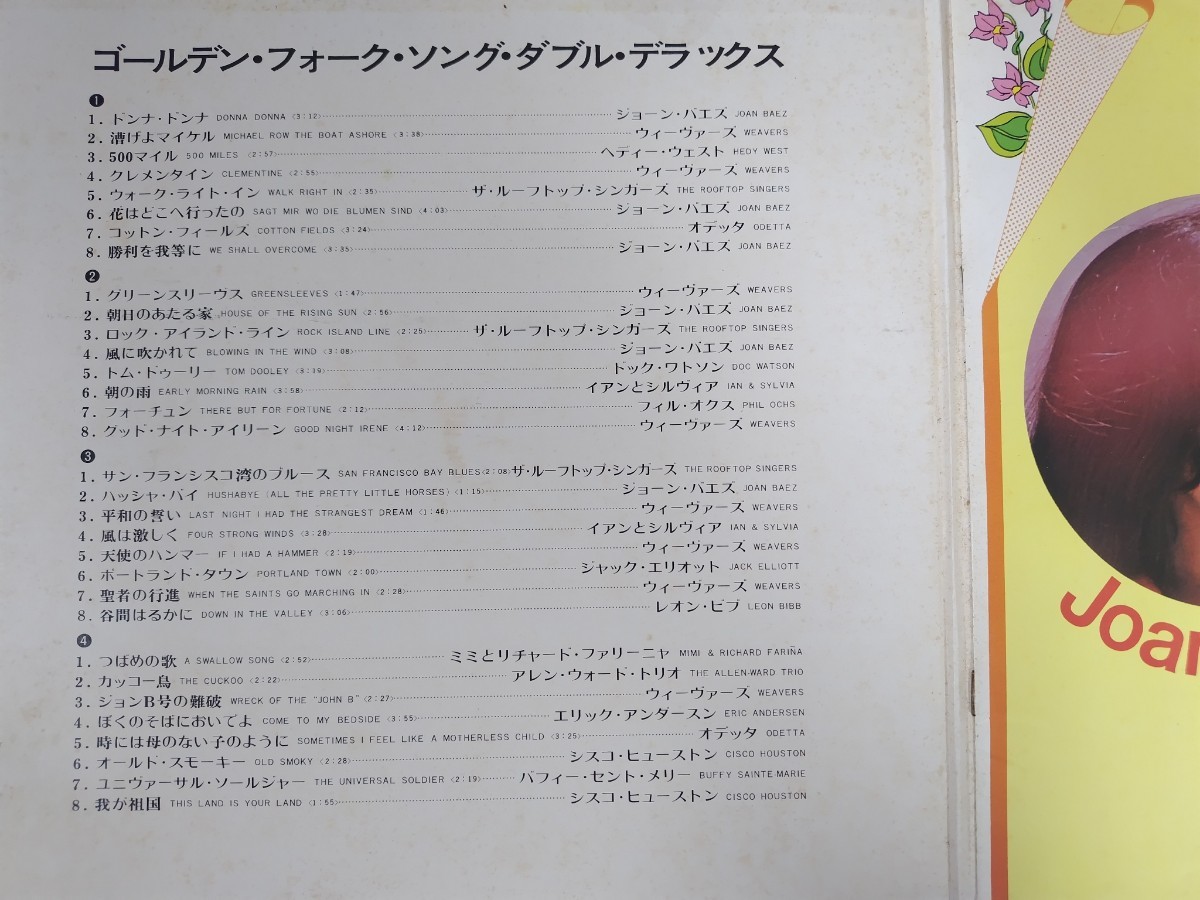 ゴールデン・フォーク・ソング・ダブル・デラックス
❶
1. ドンナ・ドンナ DONNA DONNA <3:12> ジョーン・バエズ JOAN BAEZ
2. 漕げよマイケル MICHAEL ROW THE BOAT ASHORE <3:38> ウィーヴァーズ WEAVERS
3. 500マイル 500 MILES <2:57> ヘディー・ウェスト HEDY WEST
4. クレメンタイン CLEMENTINE <2:55> ウィーヴァーズ WEAVERS
5. ウォーク・ライト・イン WALK RIGHT IN <2:35> ザ・ルーフトップ・シンガーズ THE ROOFTOP SINGERS
6. 花はどこへ行ったの SAGT MIR WO DIE BLUMEN SIND <4:03> ジョーン・バエズ JOAN BAEZ
7. コットン・フィールズ COTTON FIELDS <3:24> オデッタ ODETTA
8. 勝利を我等に WE SHALL OVERCOME <3:35> ジョーン・バエズ JOAN BAEZ
❷
1. グリーンスリーヴス GREENSLEEVES <1:47> ウィーヴァーズ WEAVERS
2. 朝日のあたる家 HOUSE OF THE RISING SUN <2:56> ジョーン・バエズ JOAN BAEZ
3. ロック・アイランド・ライン ROCK ISLAND LINE <2:25> ザ・ルーフトップ・シンガーズ THE ROOFTOP SINGERS
4. 風に吹かれて BLOWING IN THE WIND <3:08> ジョーン・バエズ JOAN BAEZ
5. トム・ドゥーリー TOM DOOLEY <3:19> ドック・ワトソン DOC WATSON
6. 朝の雨 EARLY MORNING RAIN <3:58> イアンとシルヴィア IAN & SYLVIA
7. フォーチュン THERE BUT FOR FORTUNE <2:12> フィル・オクス PHIL OCHS
8. グッド・ナイト・アイリーン GOOD NIGHT IRENE <4:12> ウィーヴァーズ WEAVERS
❸
1. サン・フランシスコ湾のブルース SAN FRANCISCO BAY BLUES <2:08> ザ・ルーフトップ・シンガーズ THE ROOFTOP SINGERS
2. ハッシャ・バイ HUSHABYE (ALL THE PRETTY LITTLE HORSES) <1:15> ジョーン・バエズ JOAN BAEZ
3. 平和の誓い LAST NIGHT I HAD THE STRANGEST DREAM <1:46> ウィーヴァーズ WEAVERS
4. 風は激しく FOUR STRONG WINDS <3:28> イアンとシルヴィア IAN & SYLVIA
5. 天使のハンマー IF I HAD A HAMMER <2:19> ウィーヴァーズ WEAVERS
6. ポートランド・タウン PORTLAND TOWN <2:00> ジャック・エリオット JACK ELLIOTT
7. 聖者の行進 WHEN THE SAINTS GO MARCHING IN <2:28> ウィーヴァーズ WEAVERS
8. 谷間はるかに DOWN IN THE VALLEY <3:06> レオン・ビブ LEON BIBB
❹
1. つばめの歌 A SWALLOW SONG <2:52> ミミとリチャード・ファリーニャ MIMI & RICHARD FARIÑA
2. カッコー鳥 THE CUCKOO <2:22> アレン・ウォード・トリオ THE ALLEN-WARD TRIO
3. ジョンB号の難破 WRECK OF THE "JOHN B" <2:27> ウィーヴァーズ WEAVERS
4. ぼくのそばにおいでよ COME TO MY BEDSIDE <3:55> エリック・アンダースン ERIC ANDERSEN
5. 時には母のない子のように SOMETIMES I FEEL LIKE A MOTHERLESS CHILD <3:25> オデッタ ODETTA
6. オールド・スモーキー OLD SMOKY <2:28> シスコ・ヒューストン CISCO HOUSTON
7. ユニヴァーサル・ソールジャー THE UNIVERSAL SOLDIER <2:19> バフィー・セント・メリー BUFFY SAINTE-MARIE
8. 我が祖国 THIS LAND IS YOUR LAND <1:55> シスコ・ヒューストン CISCO HOUSTON
Joan